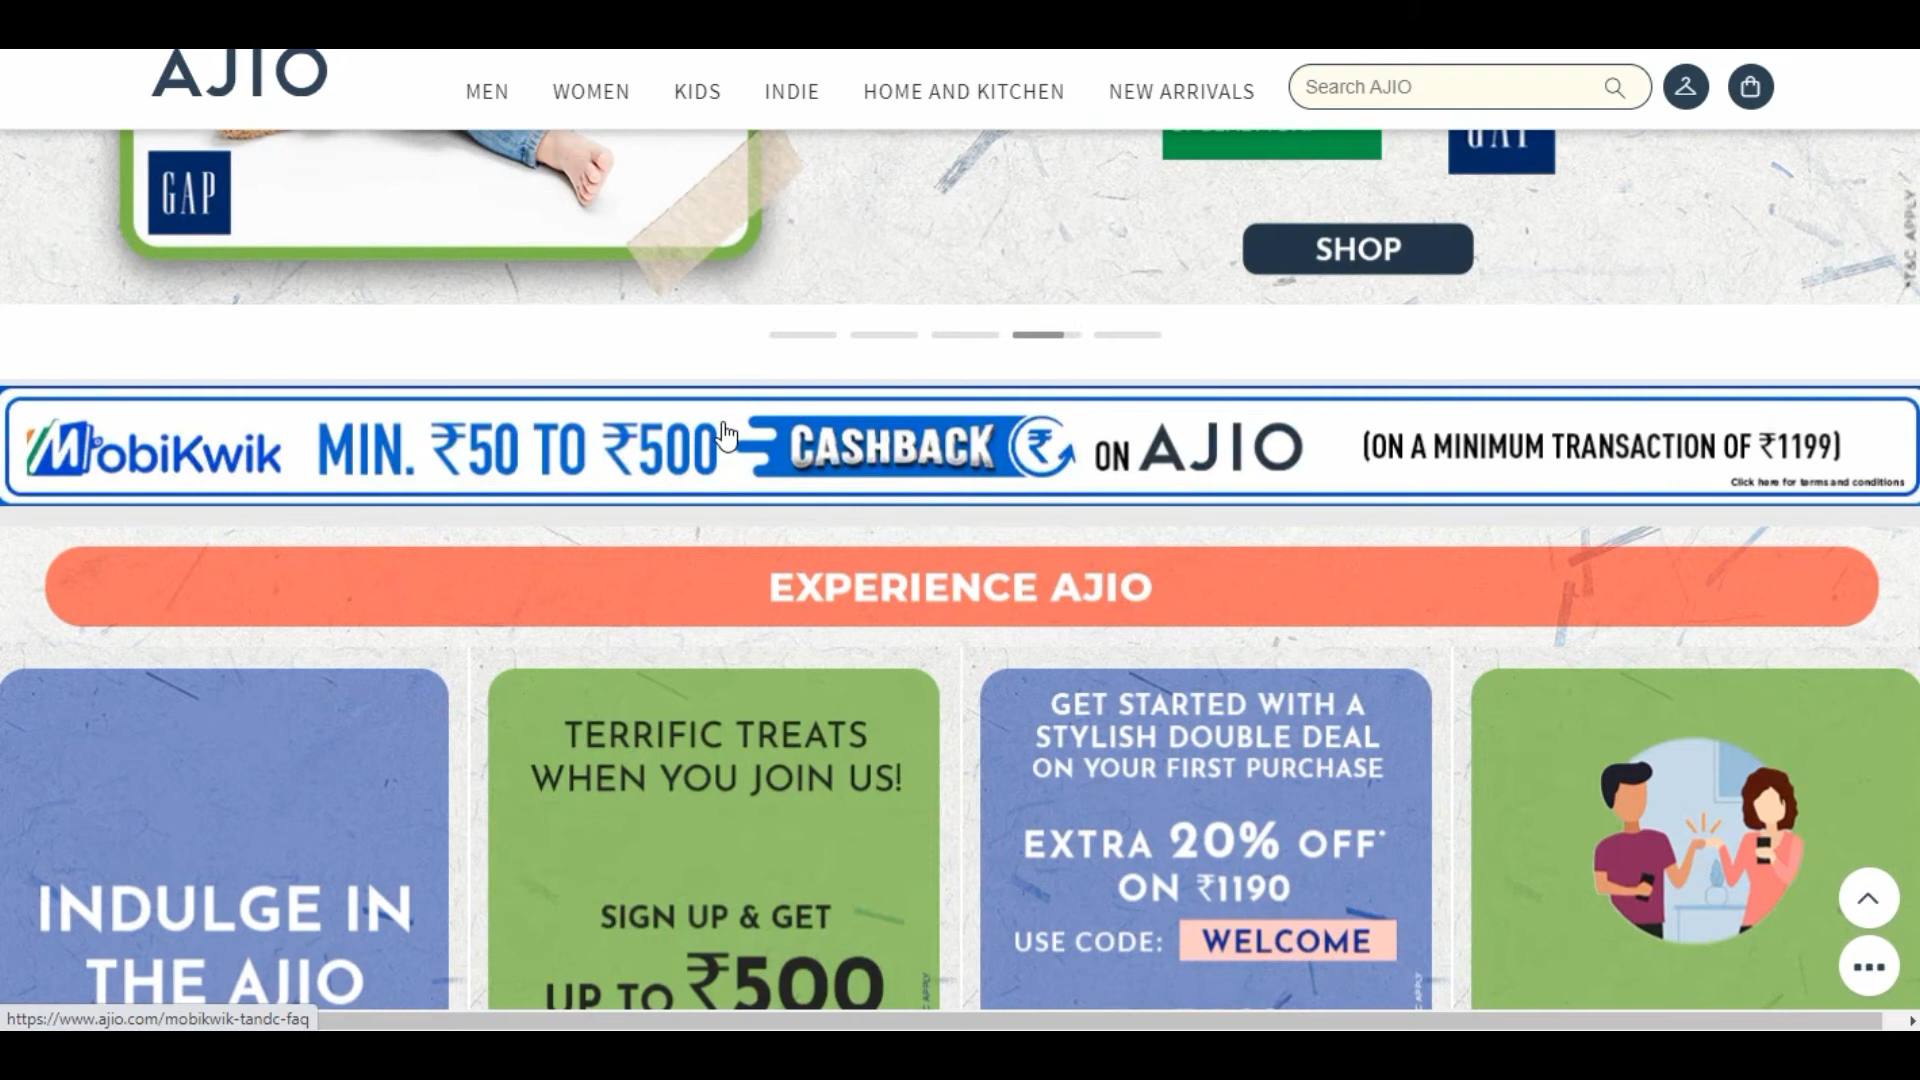 AJIO
MEN
WOMEN
KIDS
INDIE
HOME AND KITCHEN
NEW ARRIVALS
Search AJIO
GAP
GAP
SHOP
*T&C APPLY
MobiKwik MIN. ₹50 TO ₹500 CASHBACK ₹ ON AJIO (ON A MINIMUM TRANSACTION OF ₹1199)
Click here for terms and conditions
EXPERIENCE AJIO
INDULGE IN
THE AJIO
TERRIFIC TREATS
WHEN YOU JOIN US!
SIGN UP & GET
UP TO ₹500
C APPLY
GET STARTED WITH A
STYLISH DOUBLE DEAL
ON YOUR FIRST PURCHASE
EXTRA 20% OFF*
ON ₹1190
USE CODE: WELCOME
C APPLY
https://www.ajio.com/mobikwik-tandc-faq